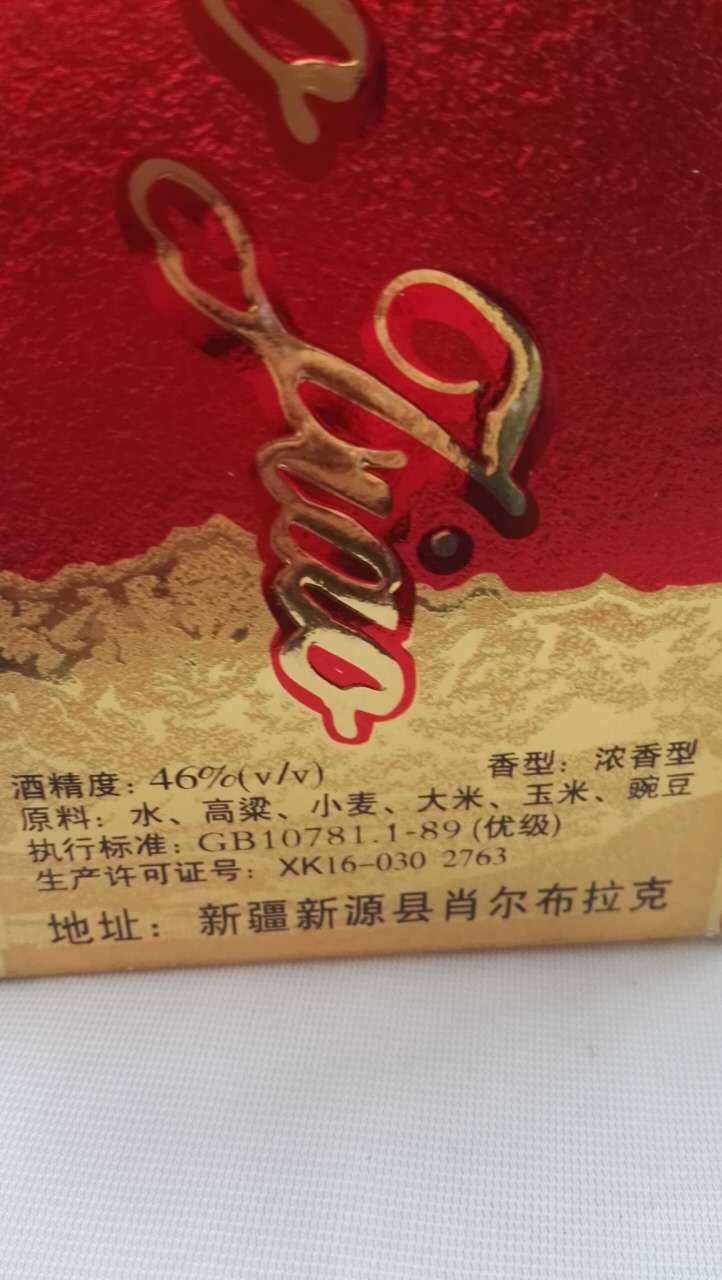 酒精度：46%(v/v) 香型：浓香型
原料：水、高粱、小麦、大米、玉米、豌豆
执行标准：GB10781.1-89 (优级)
生产许可证号：XK16-030 2763
地址：新疆新源县肖尔布拉克